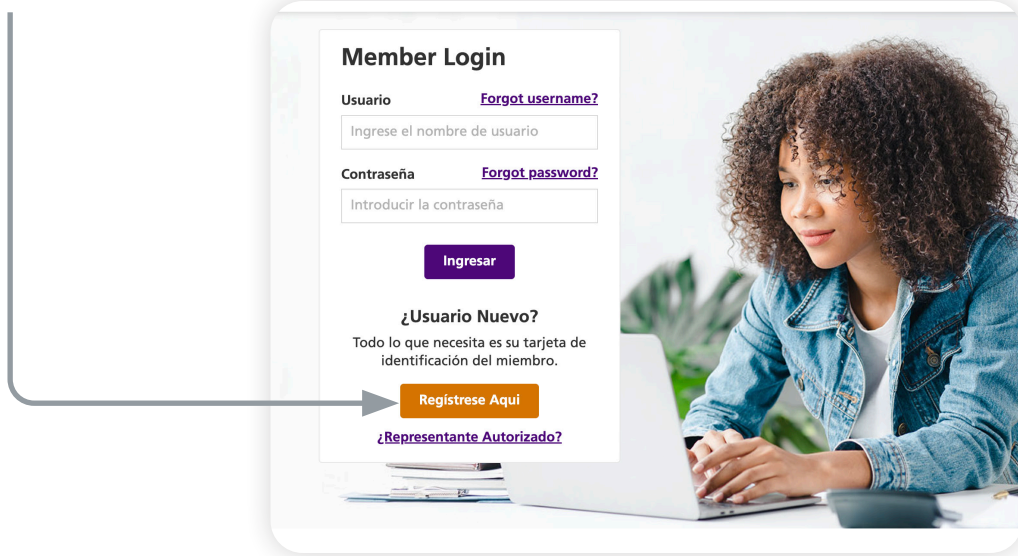 Member Login
Usuario Forgot username?
Ingrese el nombre de usuario
Contraseña Forgot password?
Introducir la contraseña
Ingresar
¿Usuario Nuevo?
Todo lo que necesita es su tarjeta de
identificación del miembro.
Regístrese Aqui
¿Representante Autorizado?